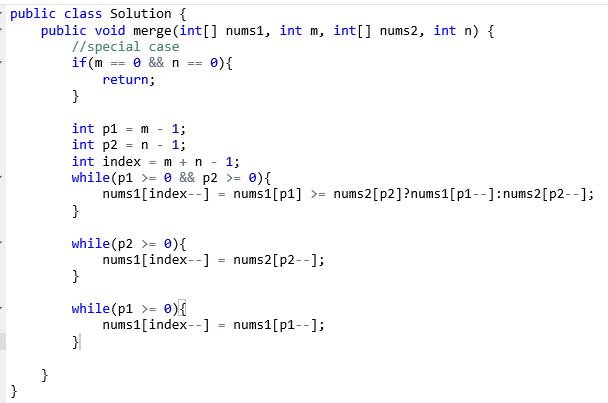 public class Solution {
    public void merge(int[] nums1, int m, int[] nums2, int n) {
        //special case
        if(m == 0 && n == 0){
            return;
        }

        int p1 = m - 1;
        int p2 = n - 1;
        int index = m + n - 1;
        while(p1 >= 0 && p2 >= 0){
            nums1[index--] = nums1[p1] >= nums2[p2]?nums1[p1--]:nums2[p2--];
        }

        while(p2 >= 0){
            nums1[index--] = nums2[p2--];
        }

        while(p1 >= 0){
            nums1[index--] = nums1[p1--];
        }

    }
}